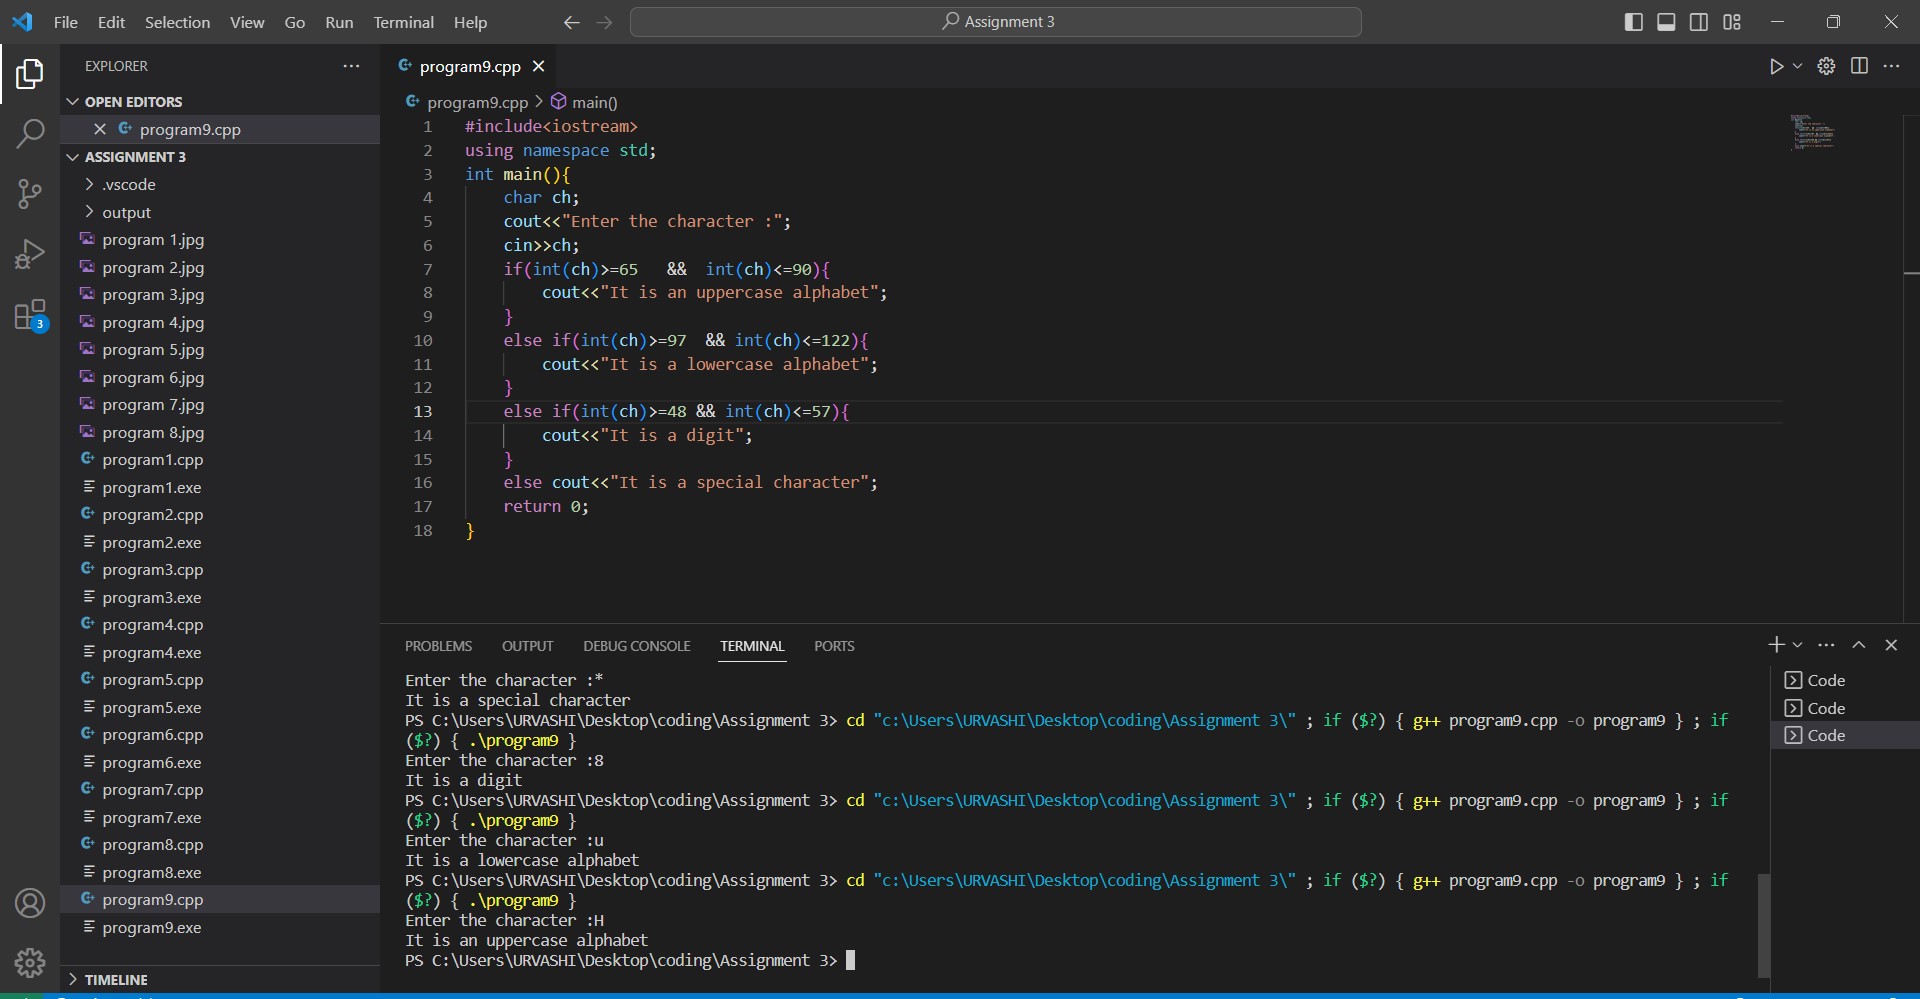 File Edit Selection View Go Run Terminal Help
Assignment 3
EXPLORER
OPEN EDITORS
program9.cpp
ASSIGNMENT 3
.vscode
output
program 1.jpg
program 2.jpg
program 3.jpg
program 4.jpg
program 5.jpg
program 6.jpg
program 7.jpg
program 8.jpg
program1.cpp
program1.exe
program2.cpp
program2.exe
program3.cpp
program3.exe
program4.cpp
program4.exe
program5.cpp
program5.exe
program6.cpp
program6.exe
program7.cpp
program7.exe
program8.cpp
program8.exe
program9.cpp
program9.exe
TIMELINE
3
program9.cpp
program9.cpp > main()
1 #include<iostream>
2 using namespace std;
3 int main(){
4 char ch;
5 cout<<"Enter the character :";
6 cin>>ch;
7 if(int(ch)>=65   &&  int(ch)<=90){
8 cout<<"It is an uppercase alphabet";
9 }
10 else if(int(ch)>=97  && int(ch)<=122){
11 cout<<"It is a lowercase alphabet";
12 }
13 else if(int(ch)>=48 && int(ch)<=57){
14 cout<<"It is a digit";
15 }
16 else cout<<"It is a special character";
17 return 0;
18 }
PROBLEMS OUTPUT DEBUG CONSOLE TERMINAL PORTS
Enter the character :*
It is a special character
PS C:\Users\URVASHI\Desktop\coding\Assignment 3> cd "c:\Users\URVASHI\Desktop\coding\Assignment 3\" ; if ($?) { g++ program9.cpp -o program9 } ; if
($?) { .\program9 }
Enter the character :8
It is a digit
PS C:\Users\URVASHI\Desktop\coding\Assignment 3> cd "c:\Users\URVASHI\Desktop\coding\Assignment 3\" ; if ($?) { g++ program9.cpp -o program9 } ; if
($?) { .\program9 }
Enter the character :u
It is a lowercase alphabet
PS C:\Users\URVASHI\Desktop\coding\Assignment 3> cd "c:\Users\URVASHI\Desktop\coding\Assignment 3\" ; if ($?) { g++ program9.cpp -o program9 } ; if
($?) { .\program9 }
Enter the character :H
It is an uppercase alphabet
PS C:\Users\URVASHI\Desktop\coding\Assignment 3>
Code
Code
Code